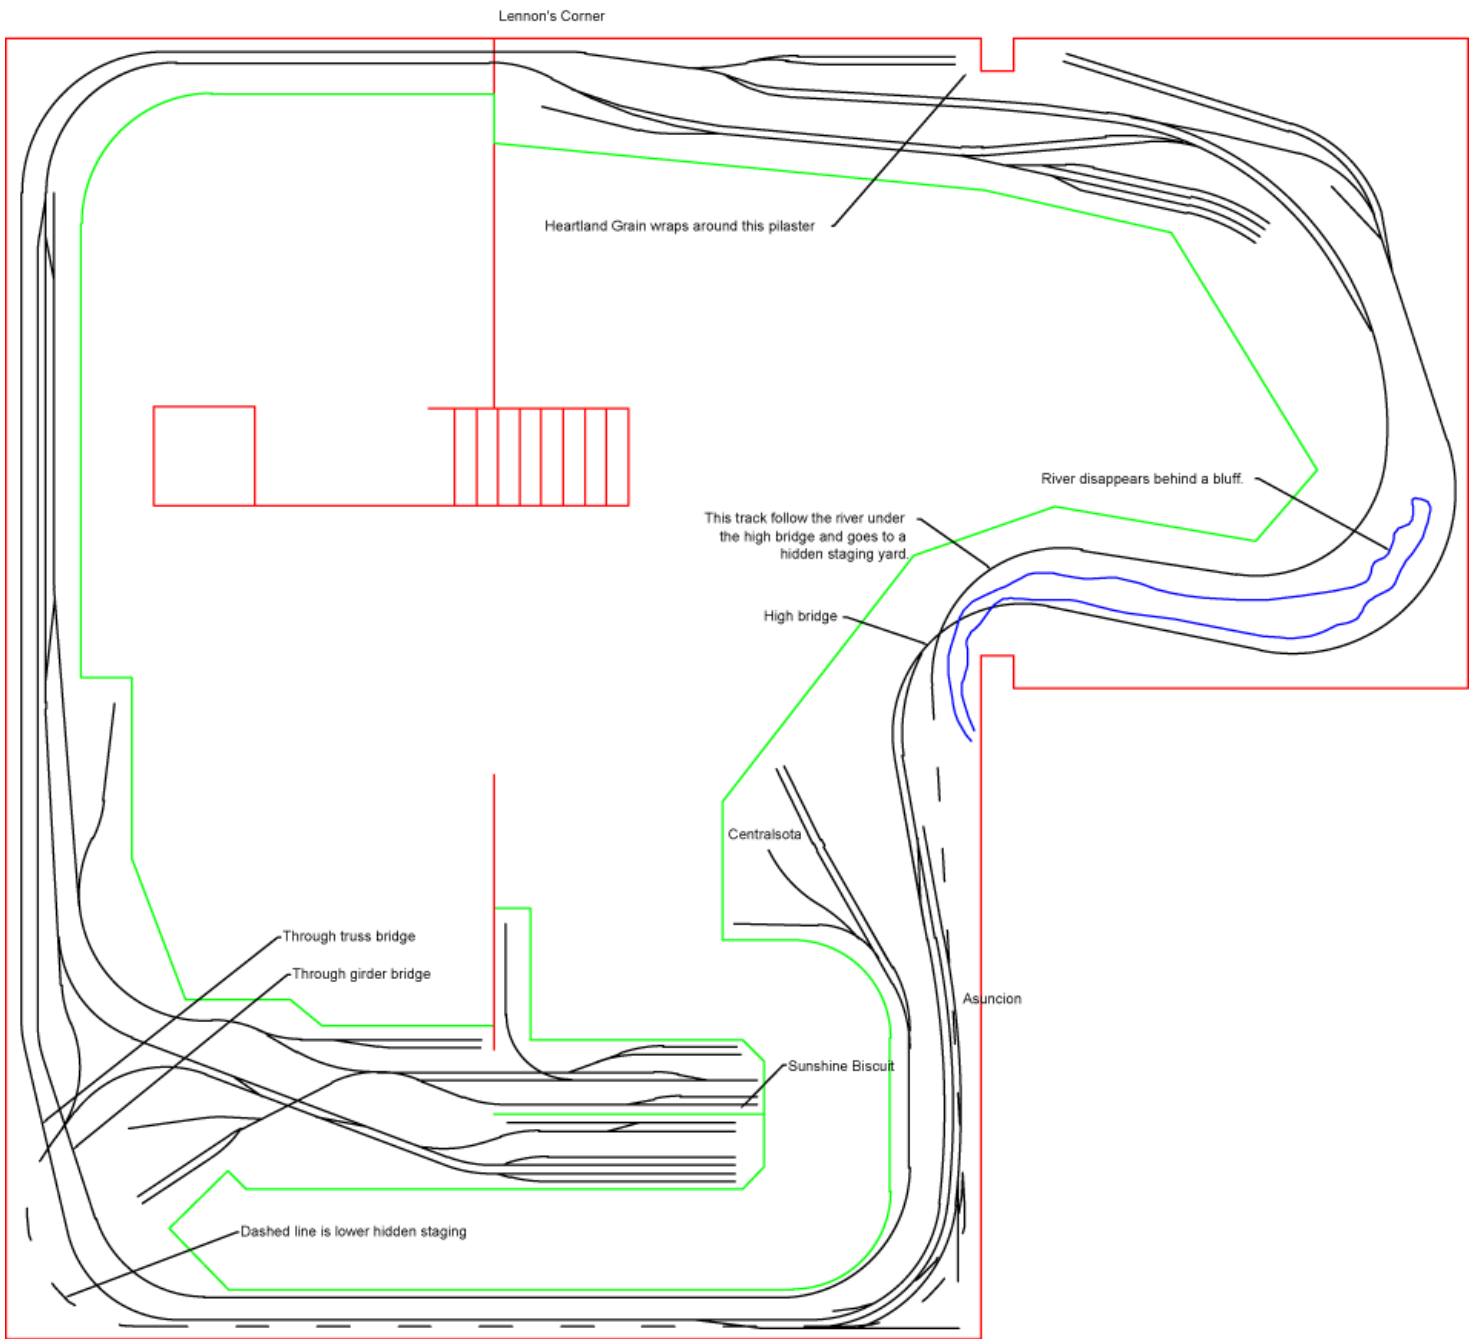 Lennon's Corner
Heartland Grain wraps around this pilaster
River disappears behind a bluff.
This track follow the river under
the high bridge and goes to a
hidden staging yard.
High bridge
Centralsota
Through truss bridge
Through girder bridge
Asuncion
Sunshine Biscuit
Dashed line is lower hidden staging